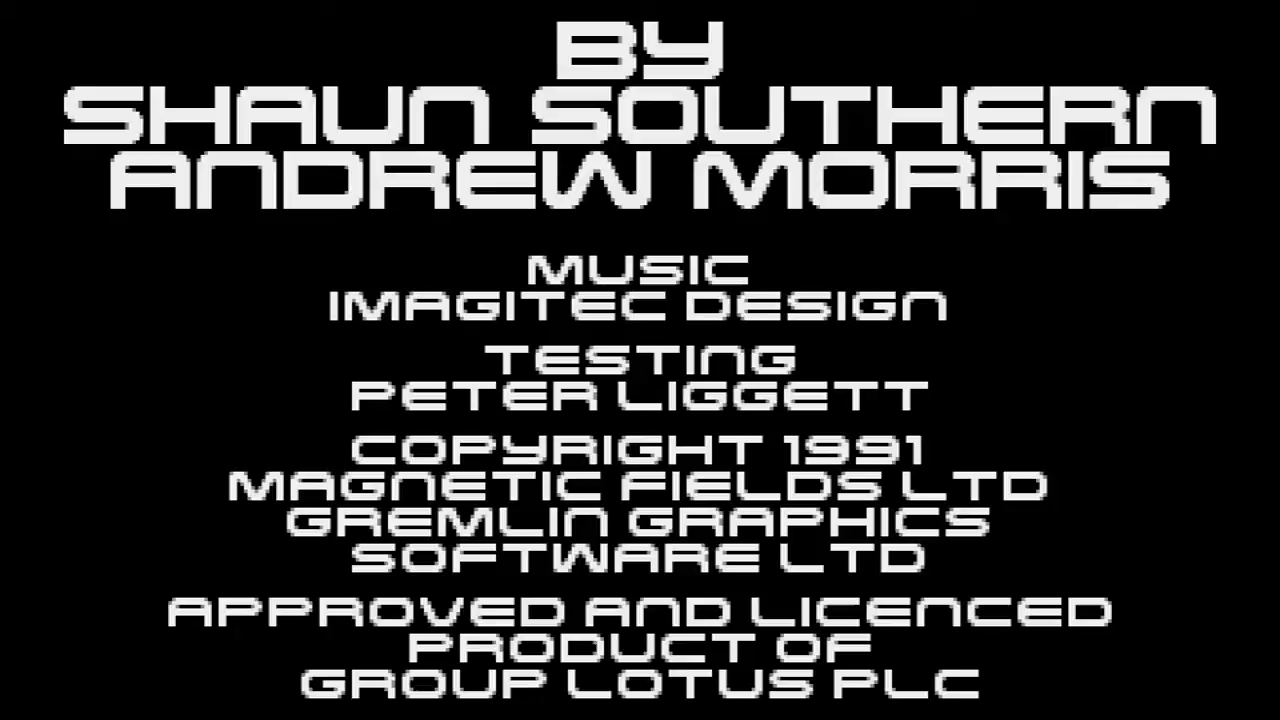 BY
SHAUN SOUTHERN
ANDREW MORRIS
MUSIC
IMAGITEC DESIGN
TESTING
PETER LIGGETT
COPYRIGHT 1991
MAGNETIC FIELDS LTD
GREMLIN GRAPHICS
SOFTWARE LTD
APPROVED AND LICENCED
PRODUCT OF
GROUP LOTUS PLC